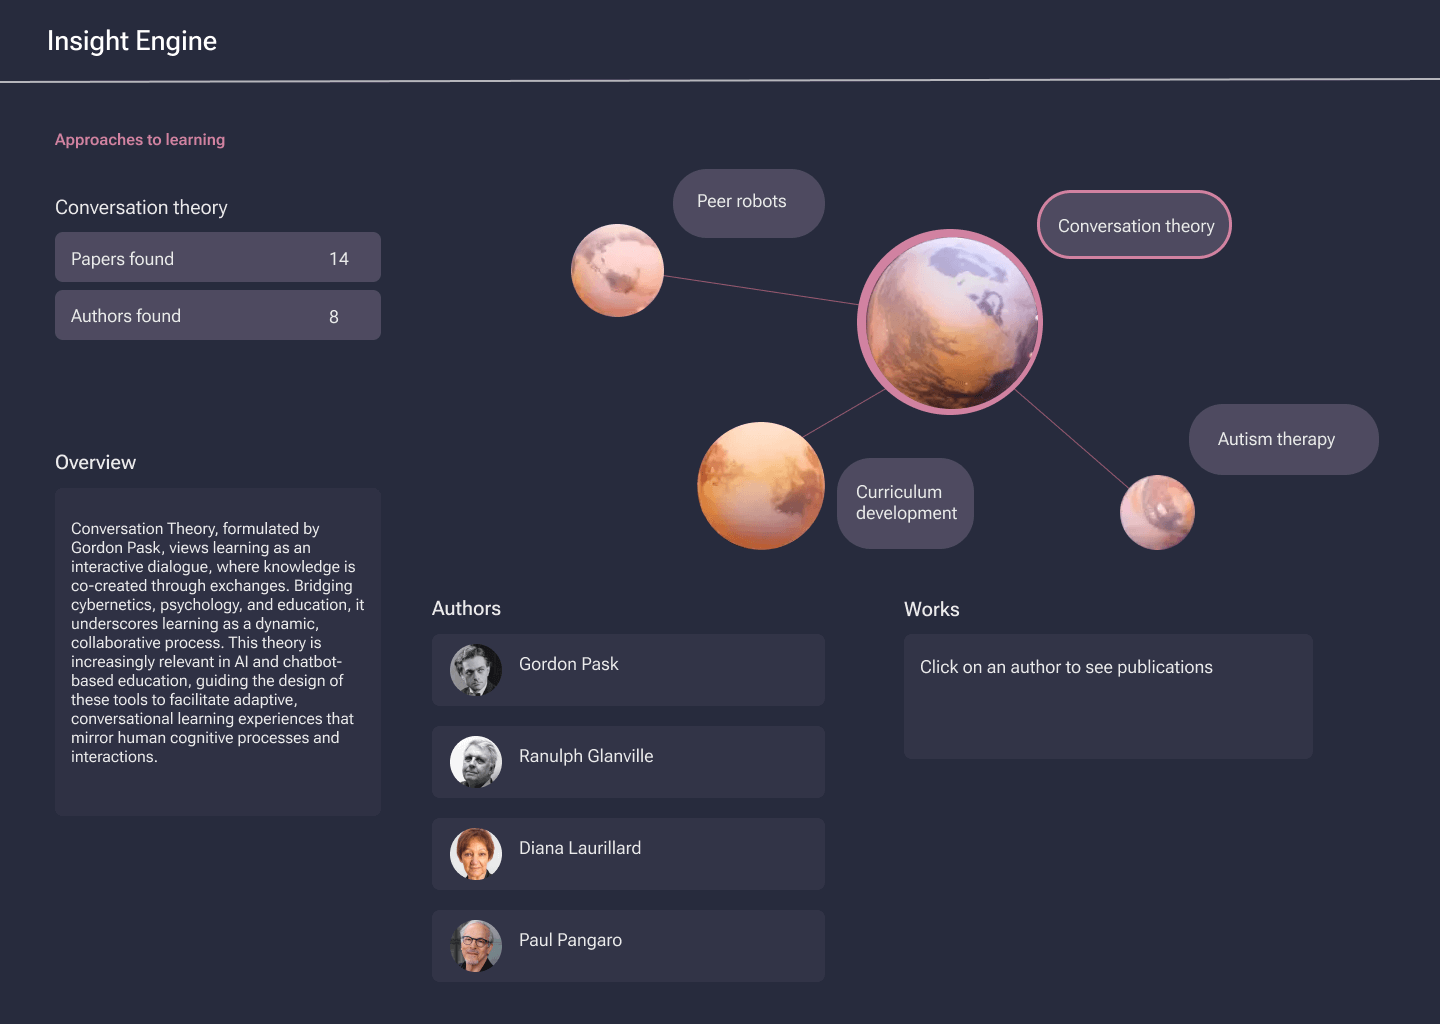 Insight Engine
Approaches to learning
Conversation theory
Papers found 14
Authors found 8
Peer robots
Conversation theory
Autism therapy
Curriculum
development
Overview
Conversation Theory, formulated by
Gordon Pask, views learning as an
interactive dialogue, where knowledge is
co-created through exchanges. Bridging
cybernetics, psychology, and education, it
underscores learning as a dynamic,
collaborative process. This theory is
increasingly relevant in AI and chatbot-
based education, guiding the design of
these tools to facilitate adaptive,
conversational learning experiences that
mirror human cognitive processes and
interactions.
Authors
Gordon Pask
Ranulph Glanville
Diana Laurillard
Paul Pangaro
Works
Click on an author to see publications